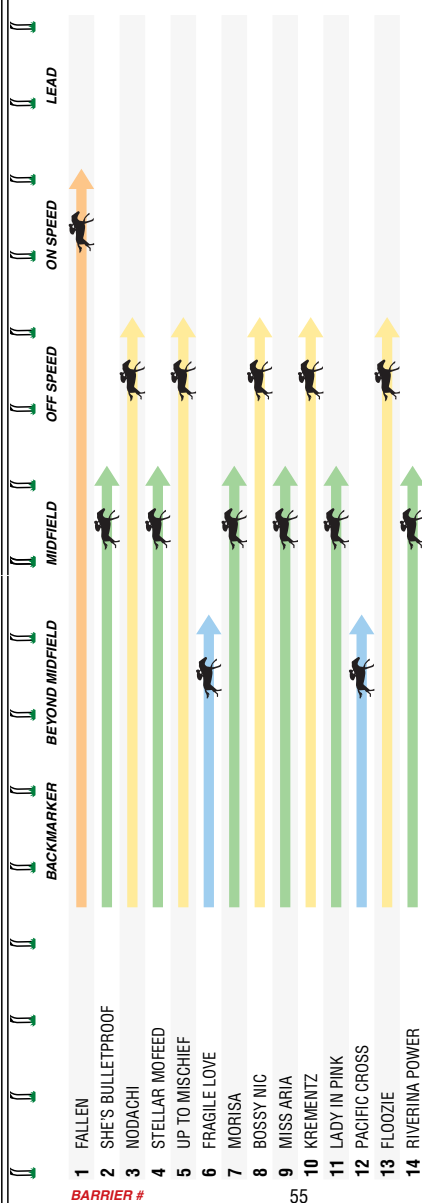 BACKMARKER BEYOND MIDFIELD MIDFIELD OFF SPEED ON SPEED LEAD
1 FALLEN
2 SHE'S BULLETPROOF
3 NODACHI
4 STELLAR MOFEED
5 UP TO MISCHIEF
6 FRAGILE LOVE
7 MORISA
8 BOSSY NIC
9 MISS ARIA
10 KREMENTZ
11 LADY IN PINK
12 PACIFIC CROSS
13 FLOOZIE
14 RIVERINA POWER
BARRIER #
55